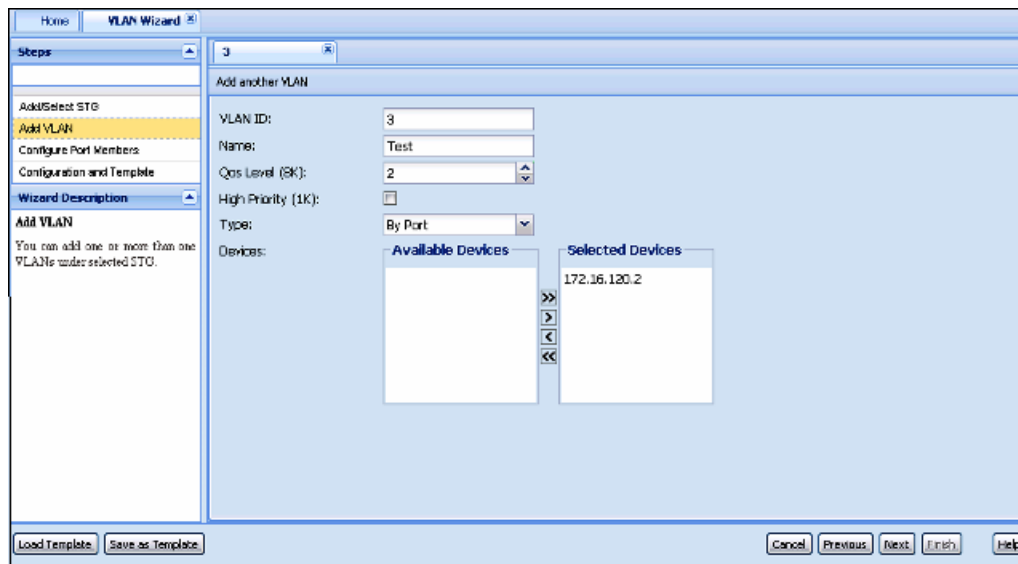 Home
VLAN Wizard
Steps
Add/Select STG
Add VLAN
Configure Port Members
Configuration and Template
Wizard Description
Add VLAN
You can add one or more than one
VLANs under selected STG.
3
Add another VLAN
VLAN ID: 3
Name: Test
Qos Level (8K): 2
High Priority (1K):
Type: By Port
Devices:
Available Devices
Selected Devices
172.16.120.2
>>
>
<
<<
Load Template
Save as Template
Cancel
Previous
Next
Finish
Help